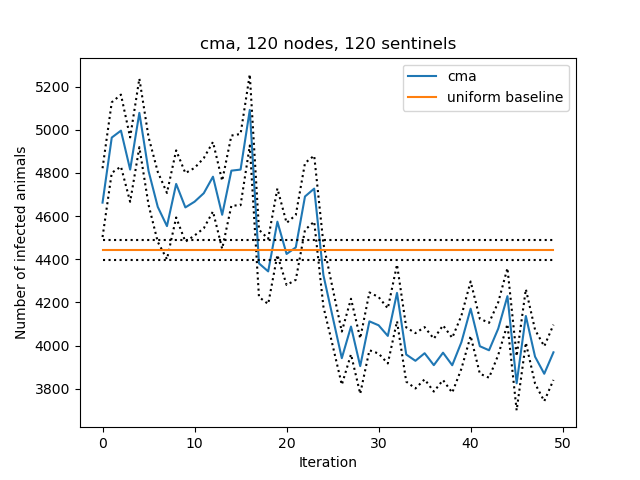 cma, 120 nodes, 120 sentinels
cma
uniform baseline
Number of infected animals
5200
5000
4800
4600
4400
4200
4000
3800
0 10 20 30 40 50
Iteration